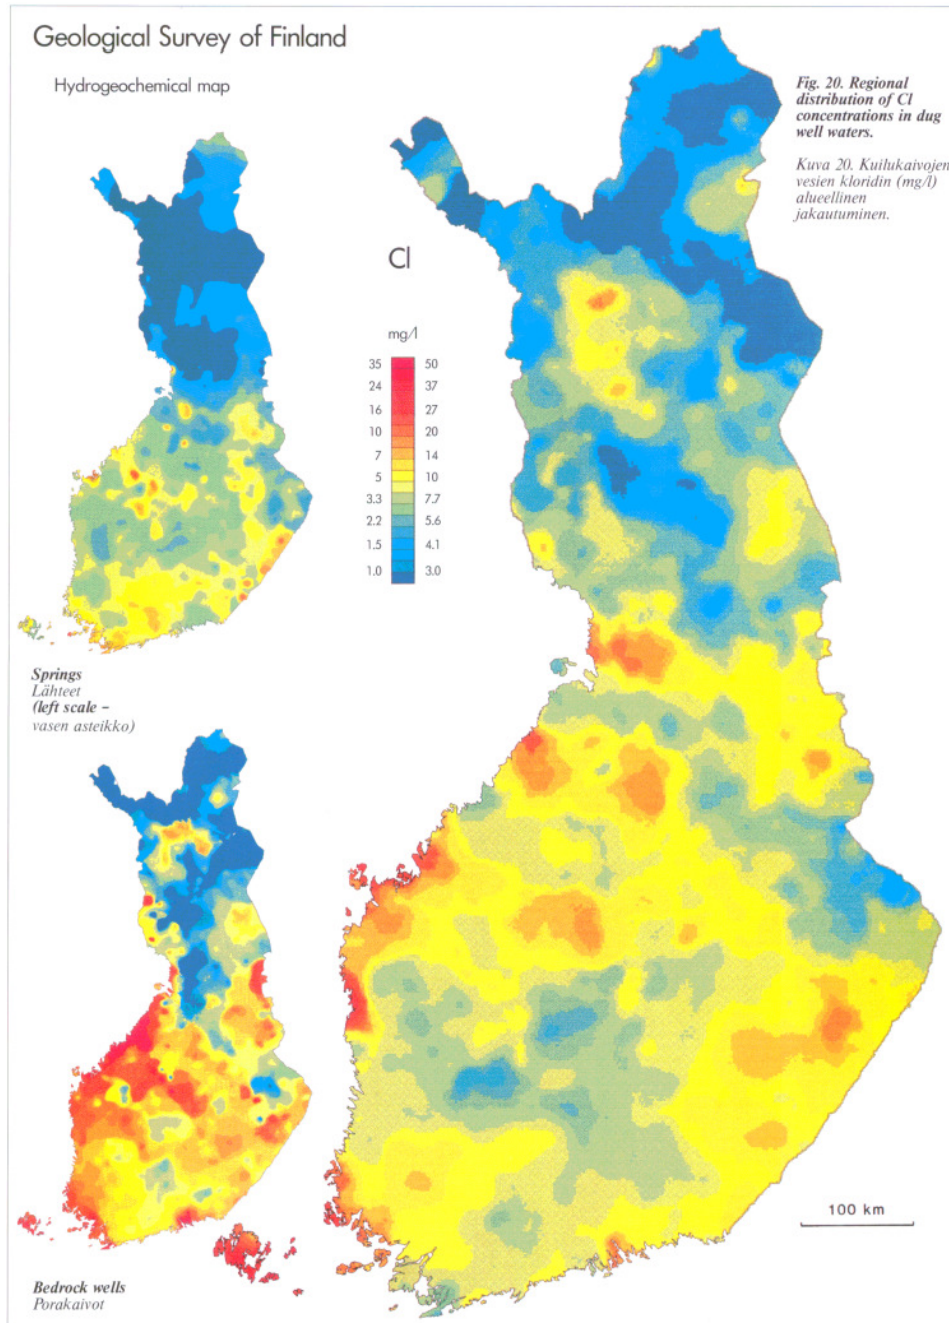 Geological Survey of Finland
Hydrogeochemical map
Fig. 20. Regional
distribution of Cl
concentrations in dug
well waters.
Kuva 20. Kuilukaivojen
vesien kloridin (mg/l)
alueellinen
jakautuminen.
Cl
mg/l
35 50
24 37
16 27
10 20
7 14
5 10
3.3 7.7
2.2 5.6
1.5 4.1
1.0 3.0
Springs
Lähteet
(left scale –
vasen asteikko)
100 km
Bedrock wells
Porakaivot